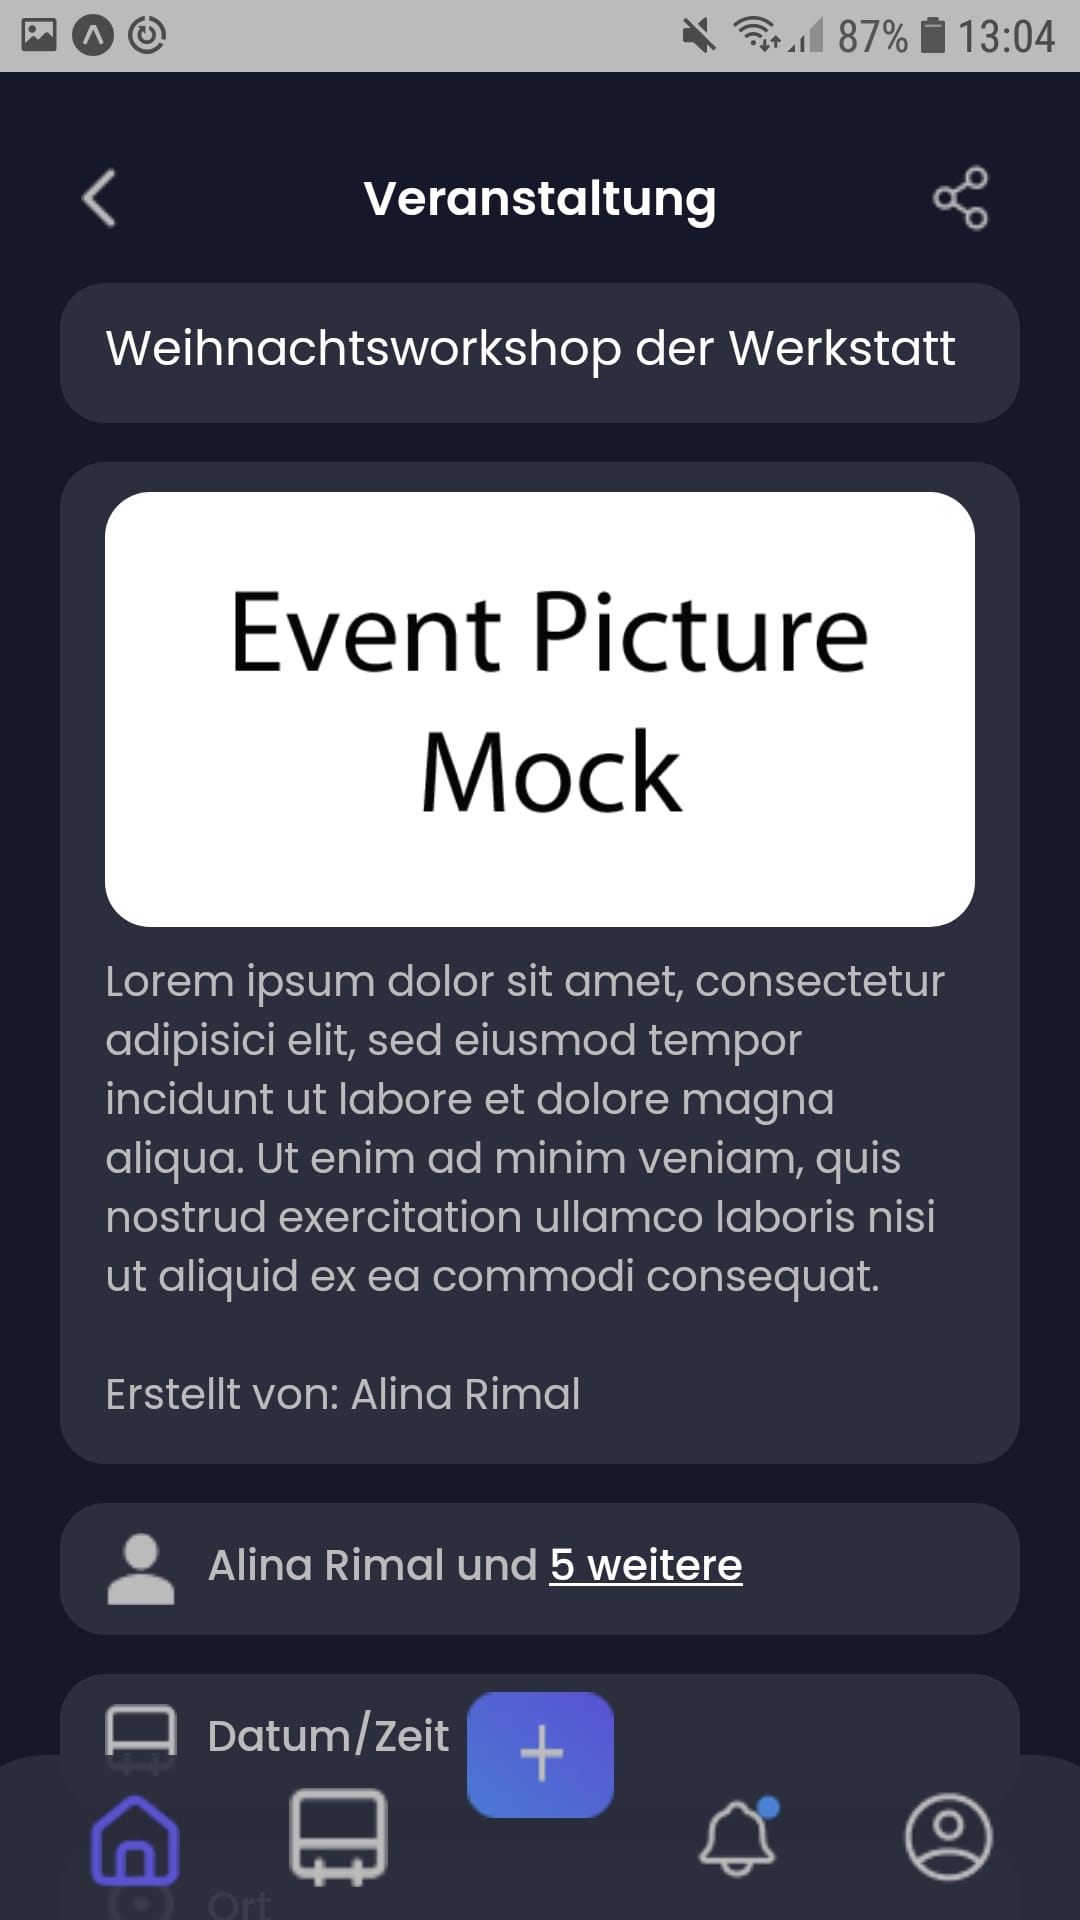 87% 13:04
Veranstaltung
Weihnachtsworkshop der Werkstatt
Event Picture
Mock
Lorem ipsum dolor sit amet, consectetur
adipisici elit, sed eiusmod tempor
incidunt ut labore et dolore magna
aliqua. Ut enim ad minim veniam, quis
nostrud exercitation ullamco laboris nisi
ut aliquid ex ea commodi consequat.
Erstellt von: Alina Rimal
Alina Rimal und 5 weitere
Datum/Zeit
Ort